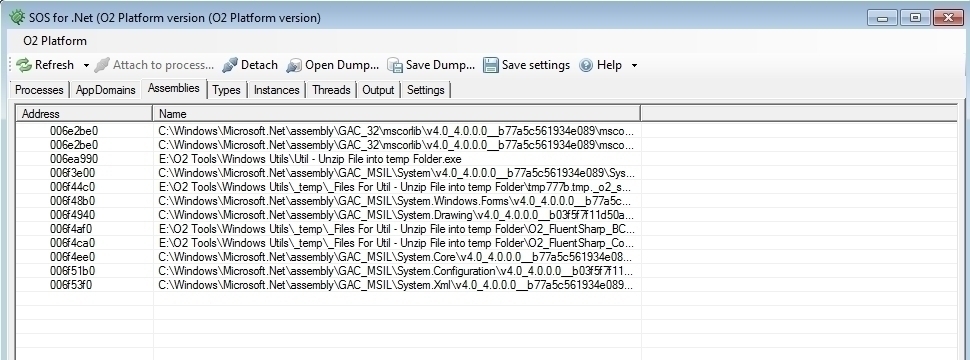 SOS for .Net (O2 Platform version (O2 Platform version)
O2 Platform
Refresh Attach to process... Detach Open Dump... Save Dump... Save settings Help
Processes AppDomains Assemblies Types Instances Threads Output Settings
Address Name
006e2be0 C:\Windows\Microsoft.Net\assembly\GAC_32\mscorlib\v4.0_4.0.0.0__b77a5c561934e089\msco...
006e2be0 C:\Windows\Microsoft.Net\assembly\GAC_32\mscorlib\v4.0_4.0.0.0__b77a5c561934e089\msco...
006ea990 E:\O2 Tools\Windows Utils\Util - Unzip File into temp Folder.exe
006f3e00 C:\Windows\Microsoft.Net\assembly\GAC_MSIL\System\v4.0_4.0.0.0__b77a5c561934e089\Sys...
006f44c0 E:\O2 Tools\Windows Utils\_temp\_Files For Util - Unzip File into temp Folder\tmp777b.tmp._o2_s...
006f48b0 C:\Windows\Microsoft.Net\assembly\GAC_MSIL\System.Windows.Forms\v4.0_4.0.0.0__b77a5c...
006f4940 C:\Windows\Microsoft.Net\assembly\GAC_MSIL\System.Drawing\v4.0_4.0.0.0__b03f5f7f11d50a...
006f4af0 E:\O2 Tools\Windows Utils\_temp\_Files For Util - Unzip File into temp Folder\O2_FluentSharp_BC...
006f4ca0 E:\O2 Tools\Windows Utils\_temp\_Files For Util - Unzip File into temp Folder\O2_FluentSharp_Co...
006f4ee0 C:\Windows\Microsoft.Net\assembly\GAC_MSIL\System.Core\v4.0_4.0.0.0__b77a5c561934e08...
006f51b0 C:\Windows\Microsoft.Net\assembly\GAC_MSIL\System.Configuration\v4.0_4.0.0.0__b03f5f7f11...
006f53f0 C:\Windows\Microsoft.Net\assembly\GAC_MSIL\System.Xml\v4.0_4.0.0.0__b77a5c561934e089...